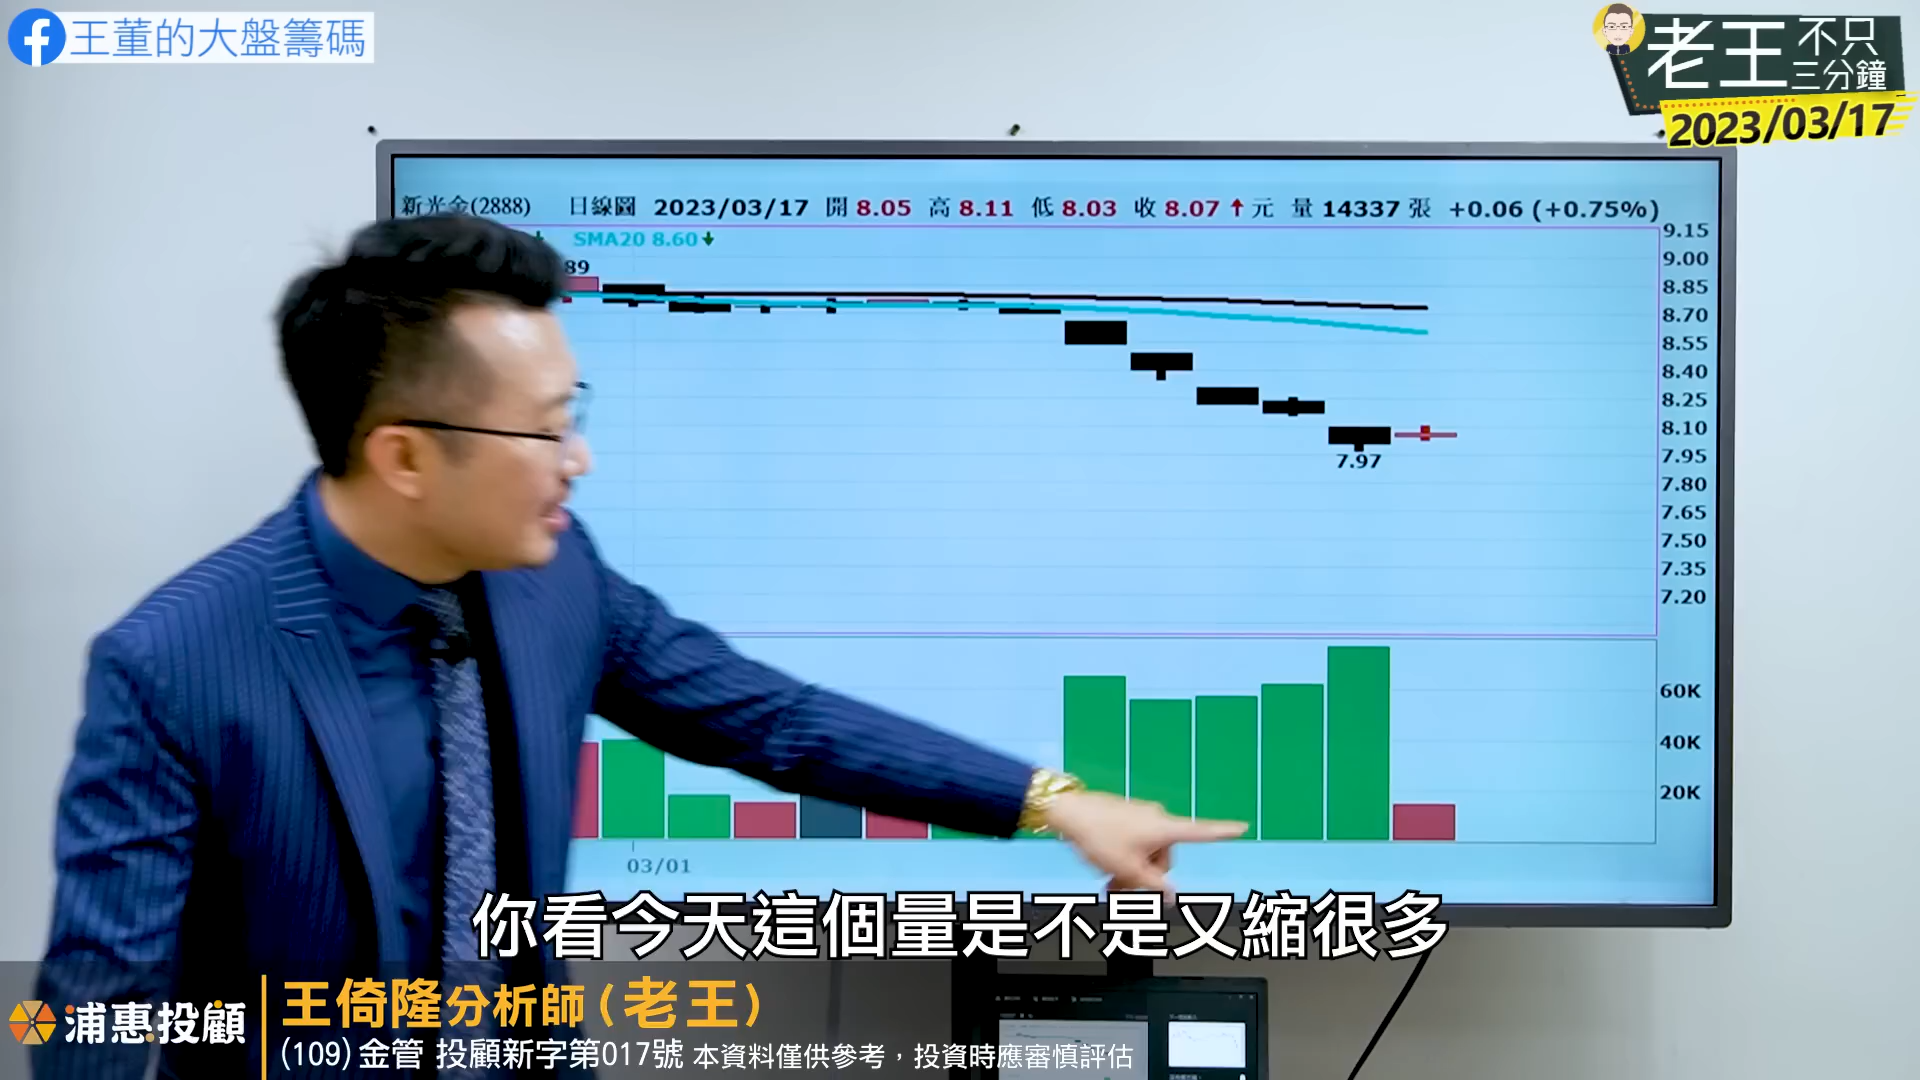 王董的大盤籌碼
老王不只三分鐘
2023/03/17
新光金(2888) 日線圖 2023/03/17 開 8.05 高 8.11 低 8.03 收 8.07↑元 量 14337 張 +0.06 (+0.75%)
SMA20 8.60↓
89
9.15
9.00
8.85
8.70
8.55
8.40
8.25
8.10
7.95
7.80
7.65
7.50
7.35
7.20
7.97
60K
40K
20K
03/01
你看今天這個量是不是又縮很多
浦惠投顧
王倚隆分析師(老王)
(109)金管 投顧新字第017號 本資料僅供參考，投資時應審慎評估